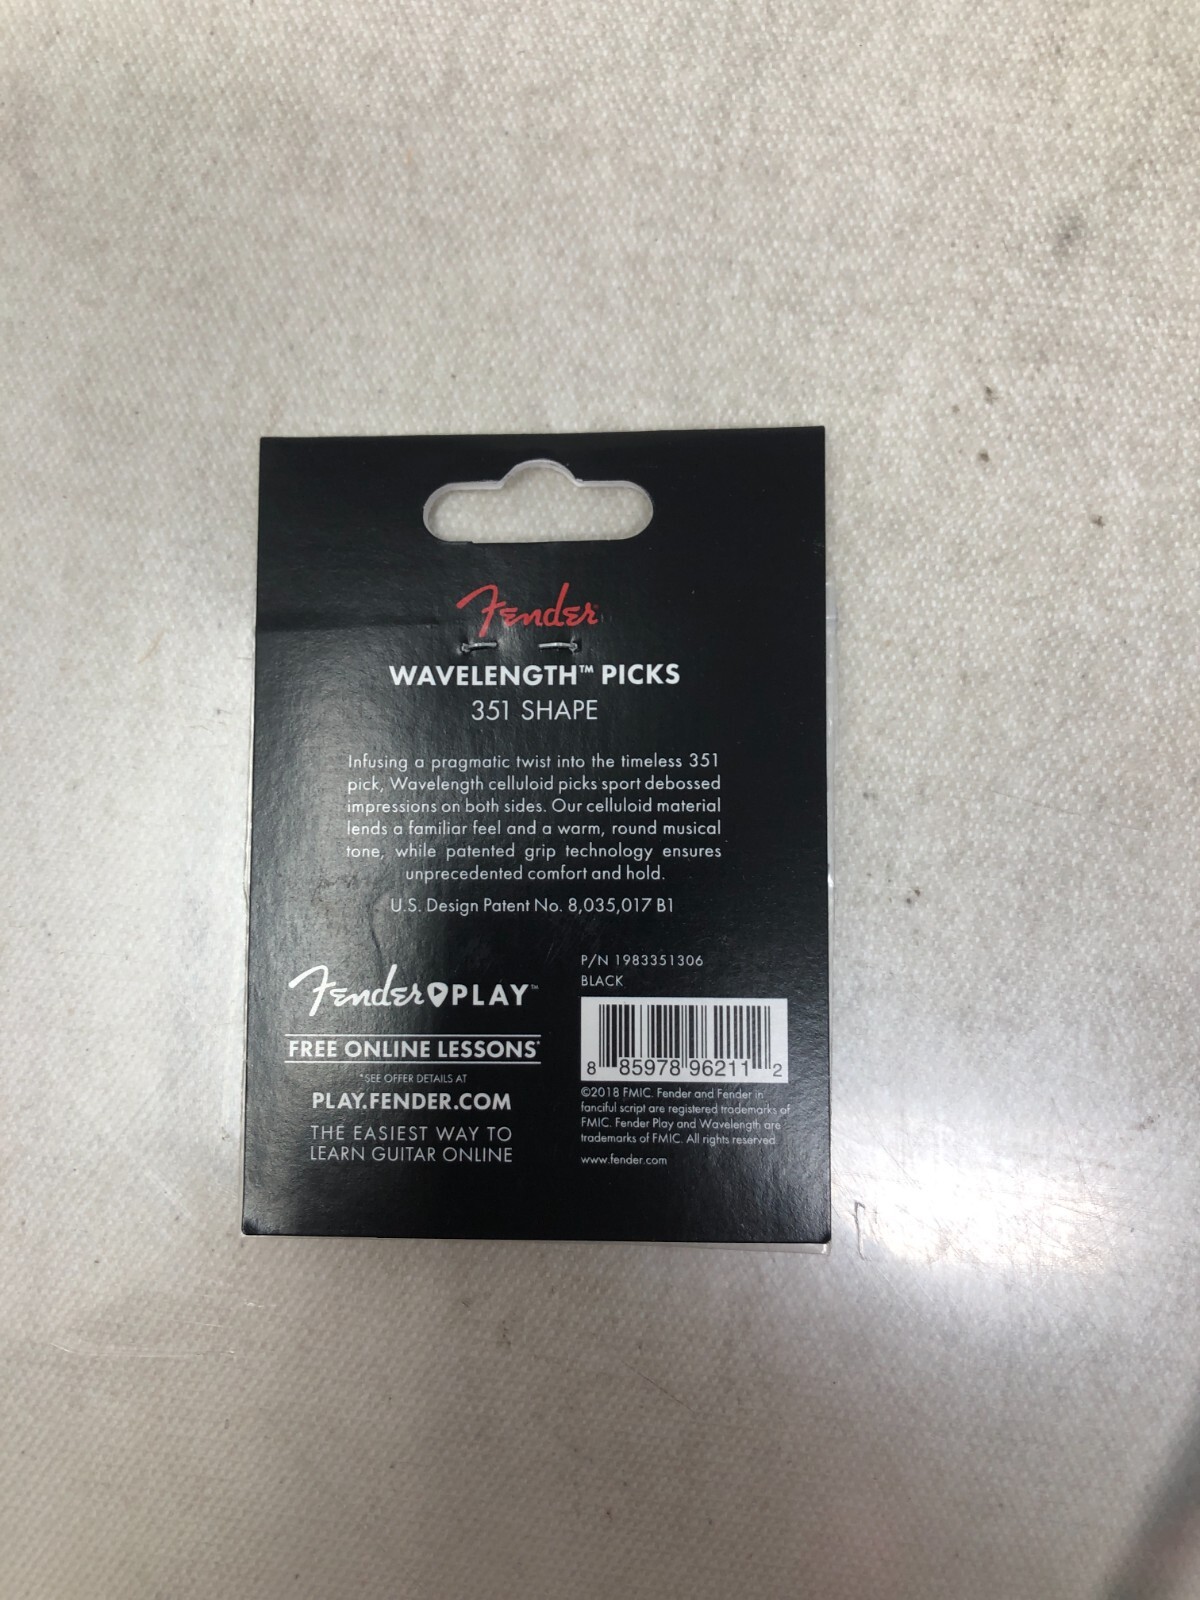 Fender
WAVELENGTH™ PICKS
351 SHAPE
Infusing a pragmatic twist into the timeless 351
pick, Wavelength celluloid picks sport debossed
impressions on both sides. Our celluloid material
lends a familiar feel and a warm, round musical
tone, while patented grip technology ensures
unprecedented comfort and hold.
U.S. Design Patent No. 8,035,017 B1
Fender PLAY™
FREE ONLINE LESSONS*
*SEE OFFER DETAILS AT
PLAY.FENDER.COM
THE EASIEST WAY TO
LEARN GUITAR ONLINE
P/N 1983351306
BLACK
8 85978 96211 2
©2018 FMIC. Fender and Fender in
fanciful script are registered trademarks of
FMIC. Fender Play and Wavelength are
trademarks of FMIC. All rights reserved.
www.fender.com